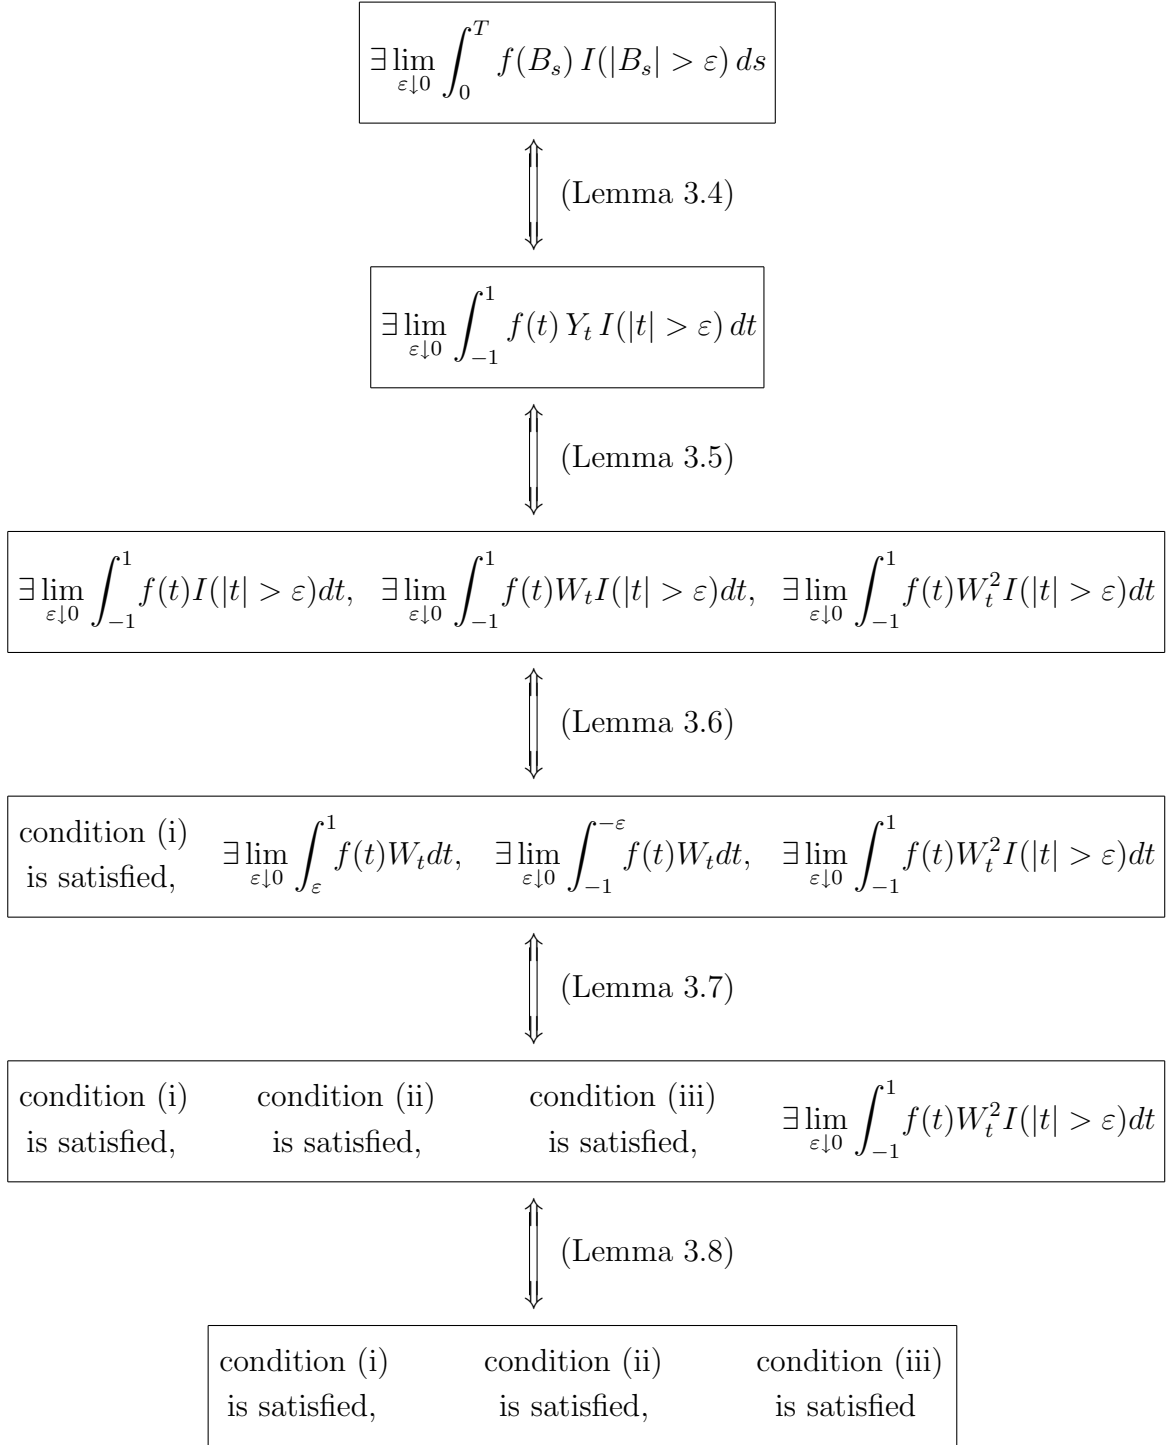 ∃ lim_{ε↓0} ∫_0^T f(B_s) I(|B_s| > ε) ds
(Lemma 3.4)
∃ lim_{ε↓0} ∫_{-1}^1 f(t) Y_t I(|t| > ε) dt
(Lemma 3.5)
∃ lim_{ε↓0} ∫_{-1}^1 f(t)I(|t| > ε)dt, ∃ lim_{ε↓0} ∫_{-1}^1 f(t)W_t I(|t| > ε)dt, ∃ lim_{ε↓0} ∫_{-1}^1 f(t)W_t^2 I(|t| > ε)dt
(Lemma 3.6)
condition (i)
is satisfied, ∃ lim_{ε↓0} ∫_ε^1 f(t)W_t dt, ∃ lim_{ε↓0} ∫_{-1}^{-ε} f(t)W_t dt, ∃ lim_{ε↓0} ∫_{-1}^1 f(t)W_t^2 I(|t| > ε)dt
(Lemma 3.7)
condition (i) condition (ii) condition (iii)
is satisfied, is satisfied, is satisfied, ∃ lim_{ε↓0} ∫_{-1}^1 f(t)W_t^2 I(|t| > ε)dt
(Lemma 3.8)
condition (i) condition (ii) condition (iii)
is satisfied, is satisfied, is satisfied